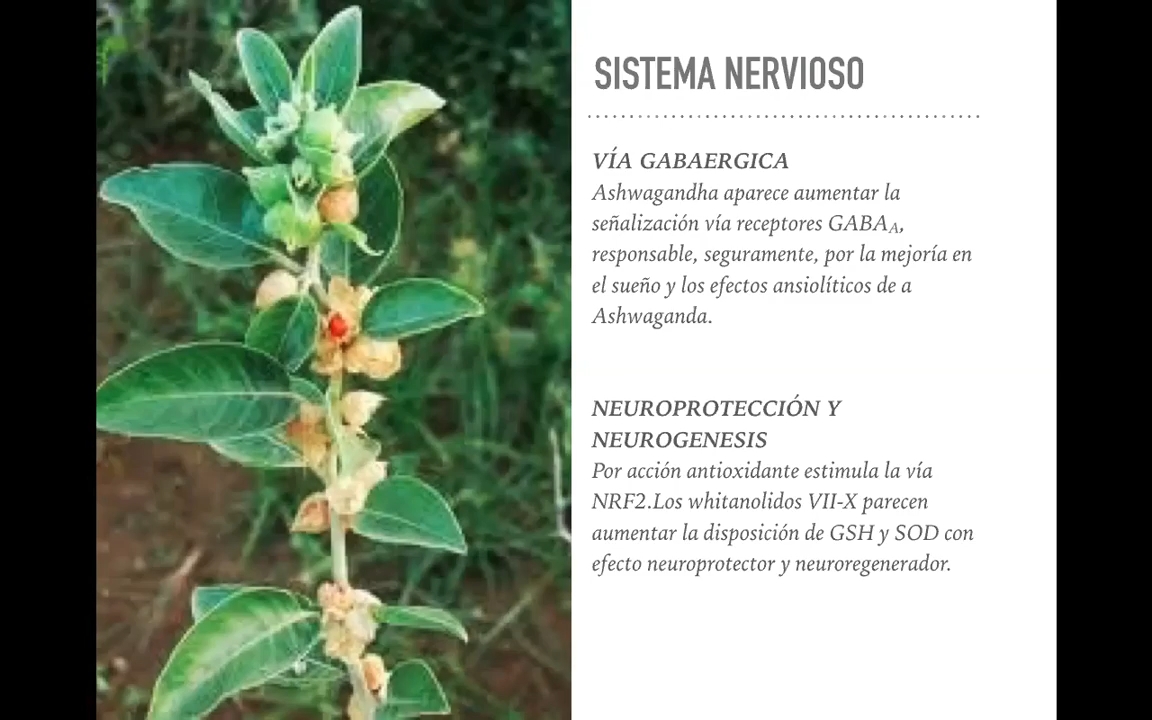 SISTEMA NERVIOSO
VÍA GABAERGICA
Ashwagandha aparece aumentar la
señalización vía receptores GABA_A,
responsable, seguramente, por la mejoría en
el sueño y los efectos ansiolíticos de a
Ashwaganda.
NEUROPROTECCIÓN Y
NEUROGENESIS
Por acción antioxidante estimula la vía
NRF2.Los whitanolidos VII-X parecen
aumentar la disposición de GSH y SOD con
efecto neuroprotector y neuroregenerador.